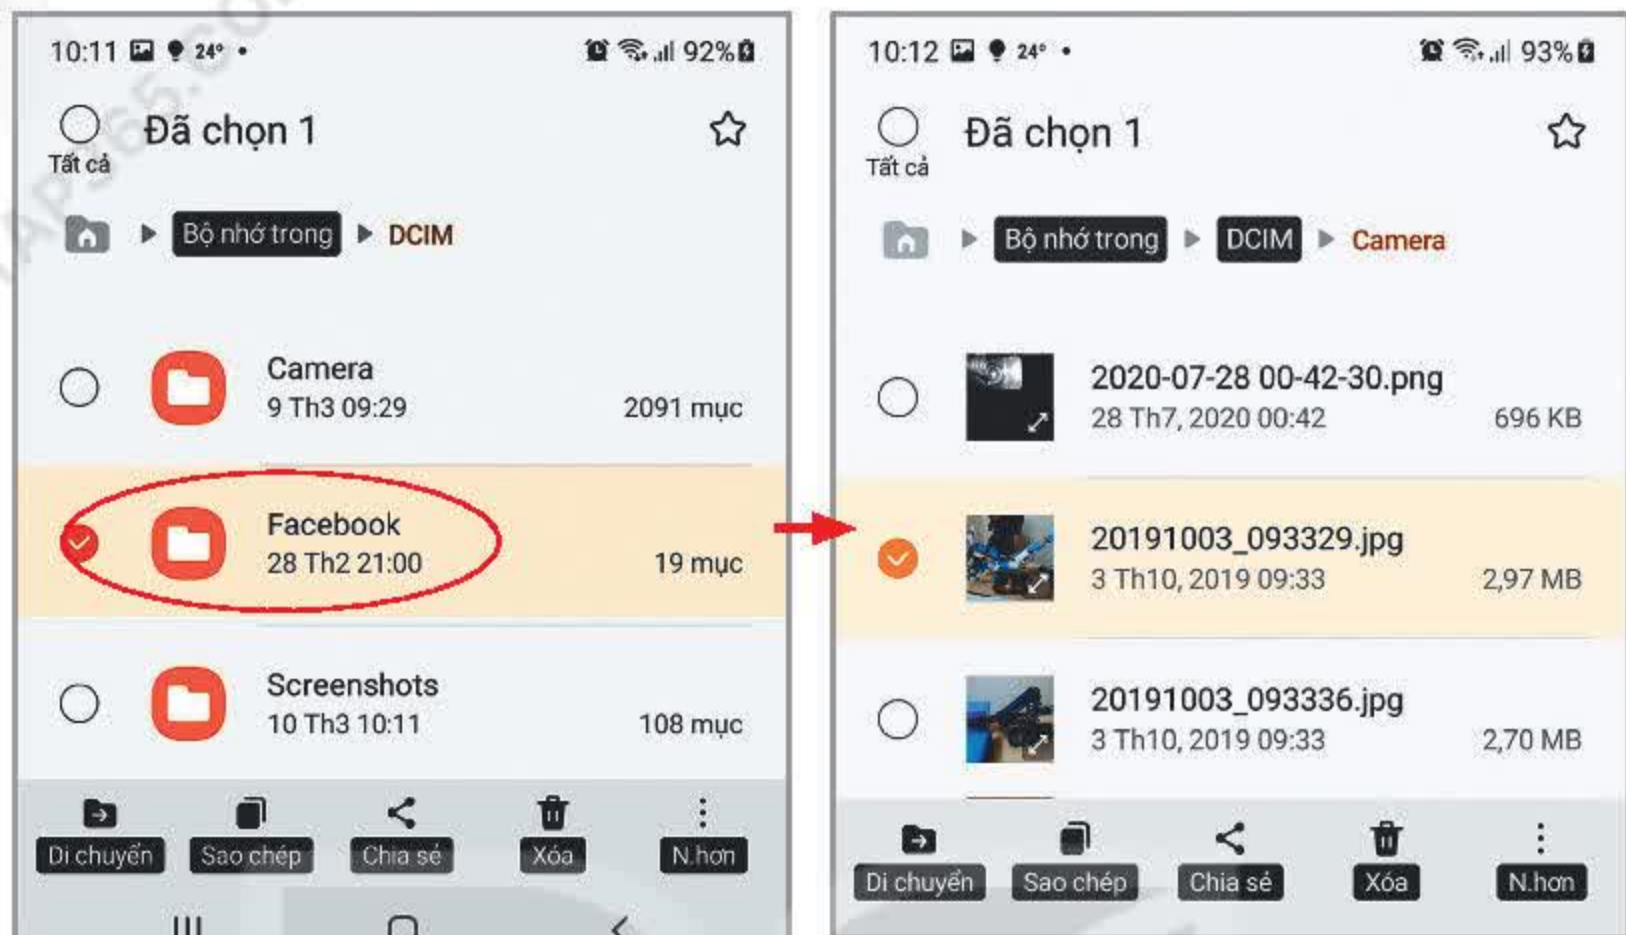 10:11 24° • 92%
Đã chọn 1
Tất cả
Bộ nhớ trong ▶ DCIM
Camera
9 Th3 09:29 2091 mục
Facebook
28 Th2 21:00 19 mục
Screenshots
10 Th3 10:11 108 mục
Di chuyển Sao chép Chia sẻ Xóa N.hơn
10:12 24° • 93%
Đã chọn 1
Tất cả
Bộ nhớ trong ▶ DCIM ▶ Camera
2020-07-28 00-42-30.png
28 Th7, 2020 00:42 696 KB
20191003_093329.jpg
3 Th10, 2019 09:33 2,97 MB
20191003_093336.jpg
3 Th10, 2019 09:33 2,70 MB
Di chuyển Sao chép Chia sẻ Xóa N.hơn